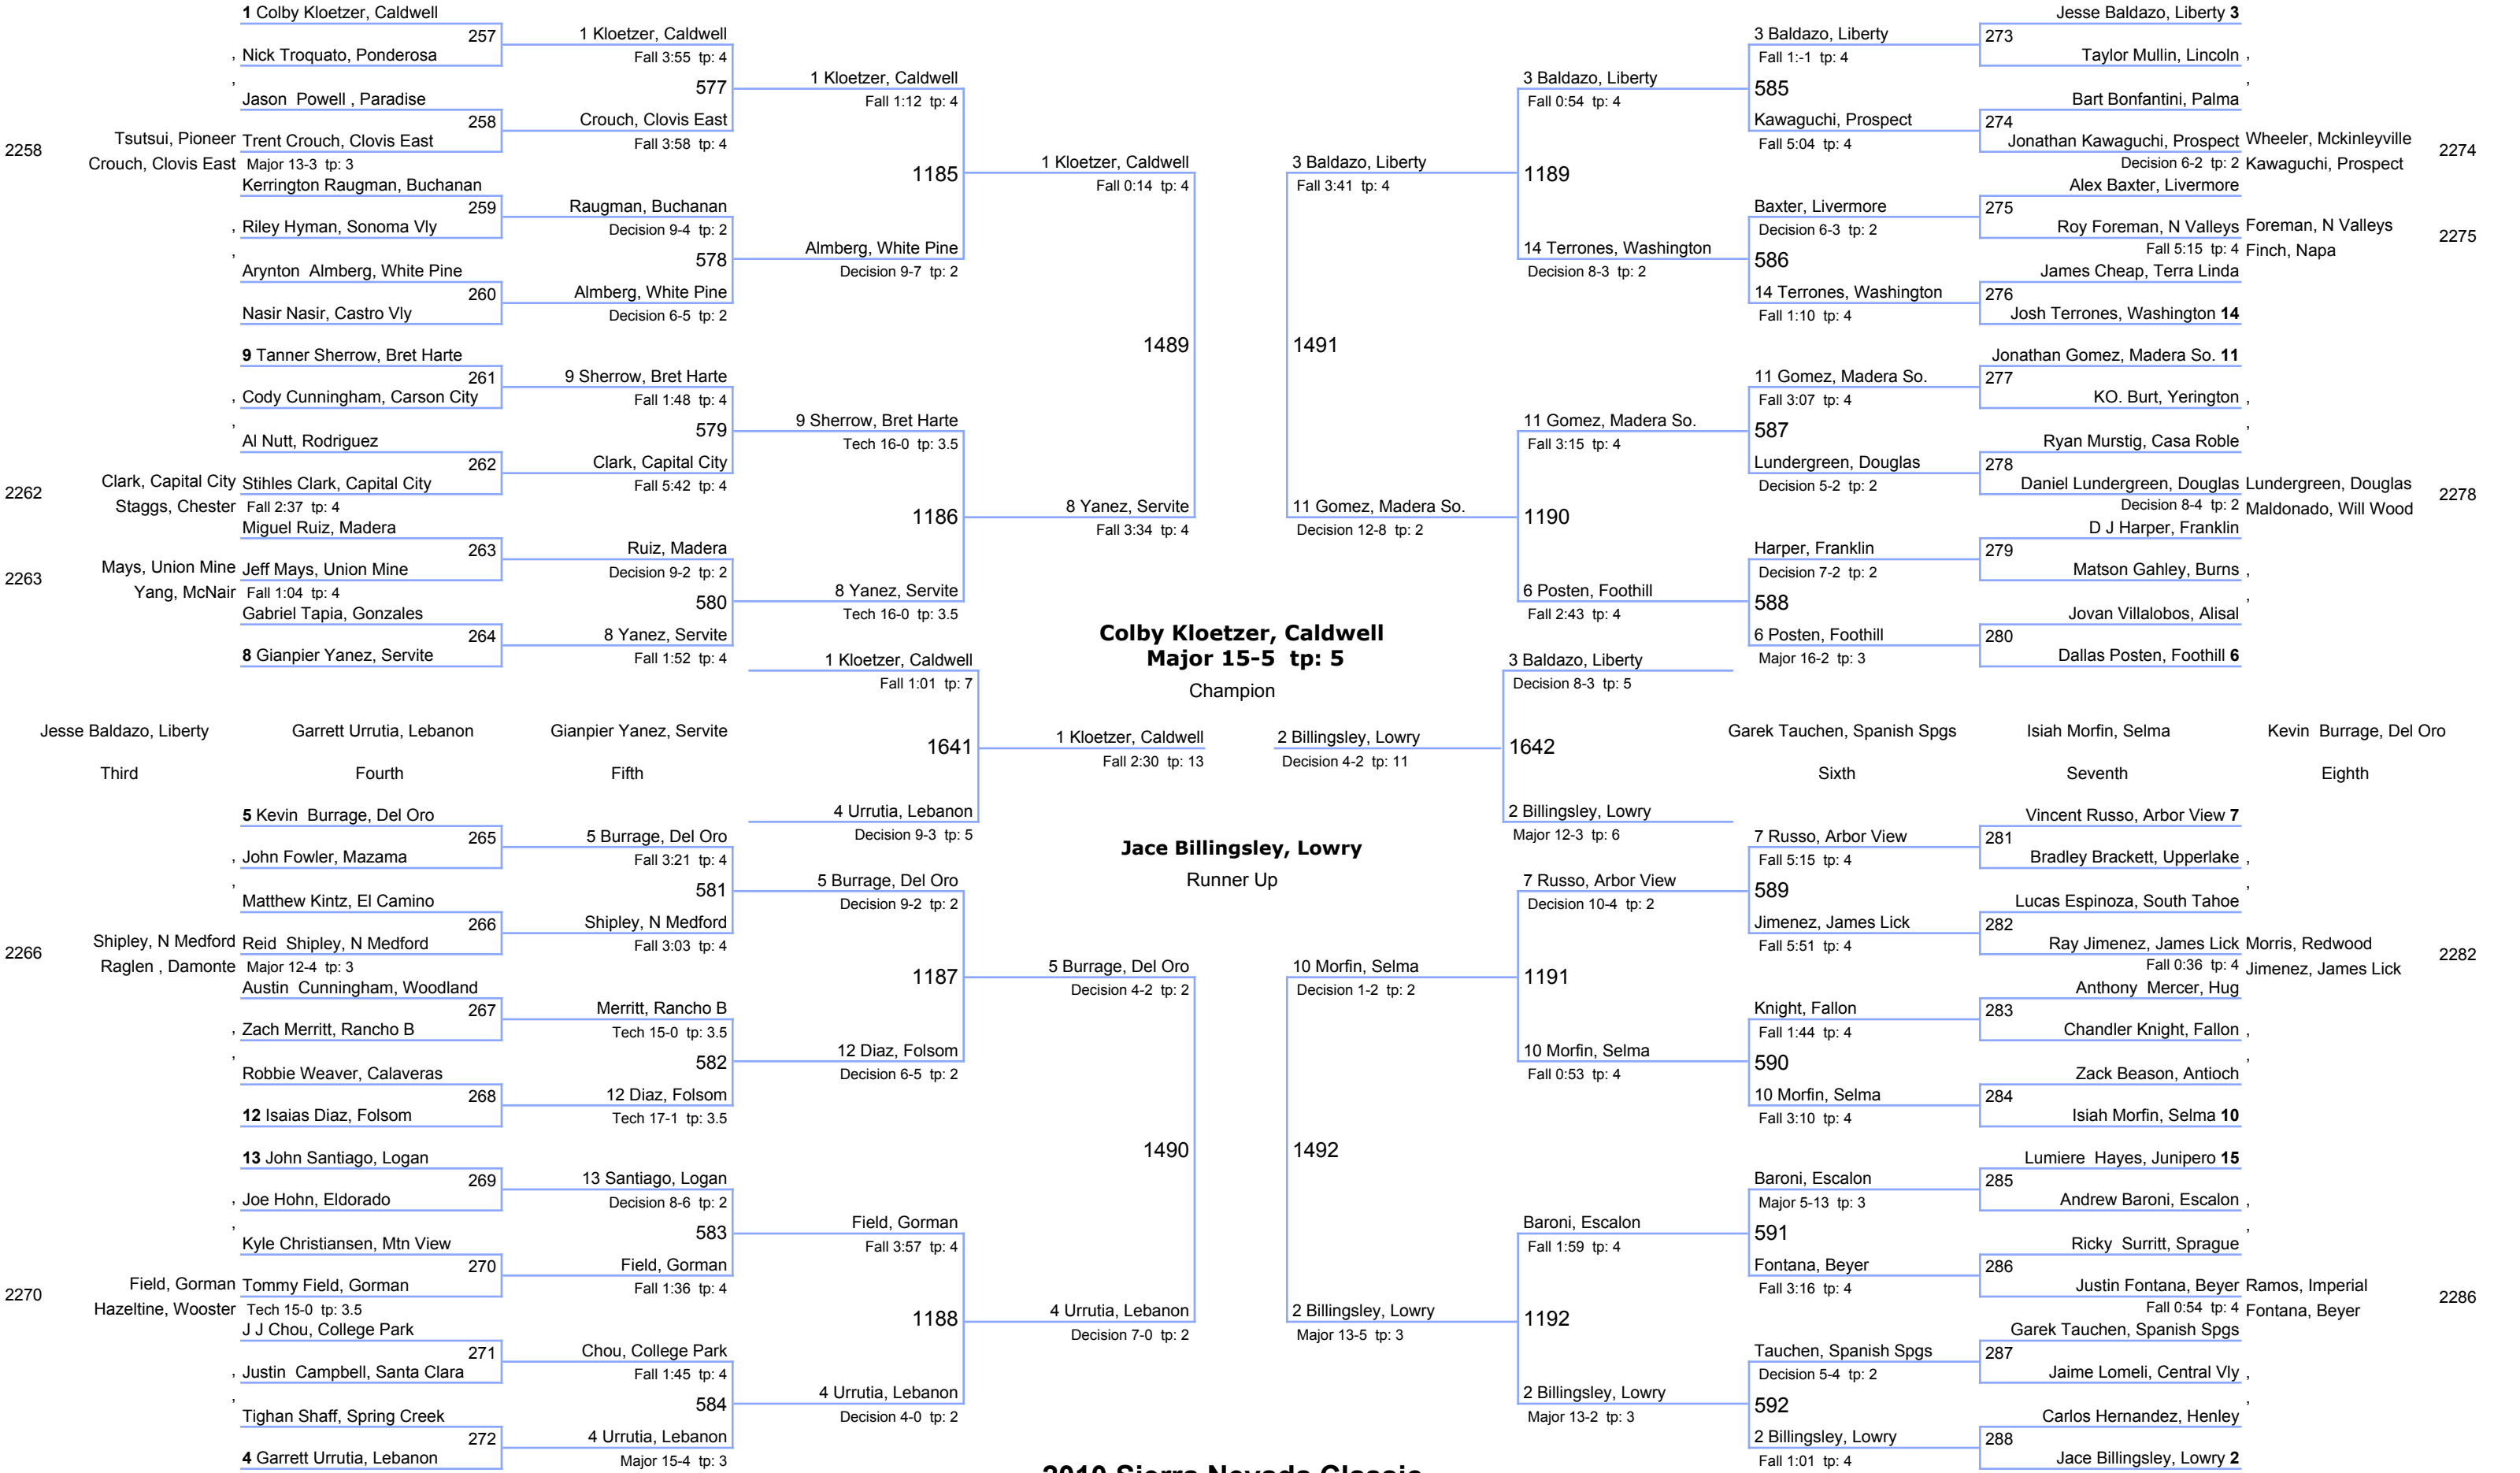 1 Colby Kloetzer, Caldwell
257
, Nick Troquato, Ponderosa
,
1 Kloetzer, Caldwell
Fall 3:55 tp: 4
577
Jason Powell , Paradise
258
2258
Tsutsui, Pioneer
Trent Crouch, Clovis East
Crouch, Clovis East
Major 13-3 tp: 3
Crouch, Clovis East
Fall 3:58 tp: 4
1 Kloetzer, Caldwell
Fall 1:12 tp: 4
1185
Kerrington Raugman, Buchanan
259
, Riley Hyman, Sonoma Vly
,
Raugman, Buchanan
Decision 9-4 tp: 2
578
Arynton Almberg, White Pine
260
Nasir Nasir, Castro Vly
Almberg, White Pine
Decision 6-5 tp: 2
Almberg, White Pine
Decision 9-7 tp: 2
1 Kloetzer, Caldwell
Fall 0:14 tp: 4
1489
9 Tanner Sherrow, Bret Harte
261
, Cody Cunningham, Carson City
,
9 Sherrow, Bret Harte
Fall 1:48 tp: 4
579
Al Nutt, Rodriguez
262
2262
Clark, Capital City
Stihles Clark, Capital City
Staggs, Chester
Fall 2:37 tp: 4
Clark, Capital City
Fall 5:42 tp: 4
9 Sherrow, Bret Harte
Tech 16-0 tp: 3.5
1186
Miguel Ruiz, Madera
263
2263
Mays, Union Mine
Jeff Mays, Union Mine
Yang, McNair
Fall 1:04 tp: 4
Ruiz, Madera
Decision 9-2 tp: 2
580
Gabriel Tapia, Gonzales
264
8 Gianpier Yanez, Servite
8 Yanez, Servite
Fall 1:52 tp: 4
8 Yanez, Servite
Tech 16-0 tp: 3.5
8 Yanez, Servite
Fall 3:34 tp: 4
Jesse Baldazo, Liberty 3
273
Taylor Mullin, Lincoln ,
,
3 Baldazo, Liberty
Fall 1:-1 tp: 4
585
Bart Bonfantini, Palma
274
Jonathan Kawaguchi, Prospect
Wheeler, Mckinleyville
2274
Decision 6-2 tp: 2
Kawaguchi, Prospect
Kawaguchi, Prospect
Fall 5:04 tp: 4
3 Baldazo, Liberty
Fall 0:54 tp: 4
1189
Alex Baxter, Livermore
275
Roy Foreman, N Valleys
Foreman, N Valleys
2275
Fall 5:15 tp: 4
Finch, Napa
Baxter, Livermore
Decision 6-3 tp: 2
586
James Cheap, Terra Linda
276
Josh Terrones, Washington 14
14 Terrones, Washington
Fall 1:10 tp: 4
14 Terrones, Washington
Decision 8-3 tp: 2
3 Baldazo, Liberty
Fall 3:41 tp: 4
1491
Jonathan Gomez, Madera So. 11
277
KO. Burt, Yerington ,
,
11 Gomez, Madera So.
Fall 3:07 tp: 4
587
Ryan Murstig, Casa Roble
278
Daniel Lundergreen, Douglas
Lundergreen, Douglas
2278
Decision 8-4 tp: 2
Maldonado, Will Wood
Lundergreen, Douglas
Decision 5-2 tp: 2
11 Gomez, Madera So.
Fall 3:15 tp: 4
1190
D J Harper, Franklin
279
Matson Gahley, Burns ,
,
Harper, Franklin
Decision 7-2 tp: 2
588
Jovan Villalobos, Alisal
280
Dallas Posten, Foothill 6
6 Posten, Foothill
Major 16-2 tp: 3
6 Posten, Foothill
Fall 2:43 tp: 4
11 Gomez, Madera So.
Decision 12-8 tp: 2
Colby Kloetzer, Caldwell
Major 15-5 tp: 5
Champion
1 Kloetzer, Caldwell
Fall 1:01 tp: 7
1641
4 Urrutia, Lebanon
Decision 9-3 tp: 5
1 Kloetzer, Caldwell
Fall 2:30 tp: 13
2 Billingsley, Lowry
Decision 4-2 tp: 11
3 Baldazo, Liberty
Decision 8-3 tp: 5
1642
2 Billingsley, Lowry
Major 12-3 tp: 6
Jace Billingsley, Lowry
Runner Up
Jesse Baldazo, Liberty
Third
Garrett Urrutia, Lebanon
Fourth
Gianpier Yanez, Servite
Fifth
Garek Tauchen, Spanish Spgs
Sixth
Isiah Morfin, Selma
Seventh
Kevin Burrage, Del Oro
Eighth
5 Kevin Burrage, Del Oro
265
, John Fowler, Mazama
,
5 Burrage, Del Oro
Fall 3:21 tp: 4
581
Matthew Kintz, El Camino
266
2266
Shipley, N Medford
Reid Shipley, N Medford
Raglen , Damonte
Major 12-4 tp: 3
Shipley, N Medford
Fall 3:03 tp: 4
5 Burrage, Del Oro
Decision 9-2 tp: 2
1187
Austin Cunningham, Woodland
267
, Zach Merritt, Rancho B
,
Merritt, Rancho B
Tech 15-0 tp: 3.5
582
Robbie Weaver, Calaveras
268
12 Isaias Diaz, Folsom
12 Diaz, Folsom
Tech 17-1 tp: 3.5
12 Diaz, Folsom
Decision 6-5 tp: 2
5 Burrage, Del Oro
Decision 4-2 tp: 2
1490
13 John Santiago, Logan
269
, Joe Hohn, Eldorado
,
13 Santiago, Logan
Decision 8-6 tp: 2
583
Kyle Christiansen, Mtn View
270
2270
Field, Gorman
Tommy Field, Gorman
Hazeltine, Wooster
Tech 15-0 tp: 3.5
Field, Gorman
Fall 1:36 tp: 4
Field, Gorman
Fall 3:57 tp: 4
1188
J J Chou, College Park
271
, Justin Campbell, Santa Clara
,
Chou, College Park
Fall 1:45 tp: 4
584
Tighan Shaff, Spring Creek
272
4 Garrett Urrutia, Lebanon
4 Urrutia, Lebanon
Major 15-4 tp: 3
4 Urrutia, Lebanon
Decision 4-0 tp: 2
4 Urrutia, Lebanon
Decision 7-0 tp: 2
Vincent Russo, Arbor View 7
281
Bradley Brackett, Upperlake ,
,
7 Russo, Arbor View
Fall 5:15 tp: 4
589
Lucas Espinoza, South Tahoe
282
Ray Jimenez, James Lick
Morris, Redwood
2282
Fall 0:36 tp: 4
Jimenez, James Lick
Jimenez, James Lick
Fall 5:51 tp: 4
7 Russo, Arbor View
Decision 10-4 tp: 2
1191
Anthony Mercer, Hug
283
Chandler Knight, Fallon ,
,
Knight, Fallon
Fall 1:44 tp: 4
590
Zack Beason, Antioch
284
Isiah Morfin, Selma 10
10 Morfin, Selma
Fall 3:10 tp: 4
10 Morfin, Selma
Fall 0:53 tp: 4
10 Morfin, Selma
Decision 1-2 tp: 2
1492
Lumiere Hayes, Junipero 15
285
Andrew Baroni, Escalon ,
,
Baroni, Escalon
Major 5-13 tp: 3
591
Ricky Surritt, Sprague
286
Justin Fontana, Beyer
Ramos, Imperial
2286
Fall 0:54 tp: 4
Fontana, Beyer
Fontana, Beyer
Fall 3:16 tp: 4
Baroni, Escalon
Fall 1:59 tp: 4
1192
Garek Tauchen, Spanish Spgs
287
Jaime Lomeli, Central Vly ,
,
Tauchen, Spanish Spgs
Decision 5-4 tp: 2
592
Carlos Hernandez, Henley
288
Jace Billingsley, Lowry 2
2 Billingsley, Lowry
Fall 1:01 tp: 4
2 Billingsley, Lowry
Major 13-2 tp: 3
2 Billingsley, Lowry
Major 13-5 tp: 3
2010 Sierra Nevada Classic